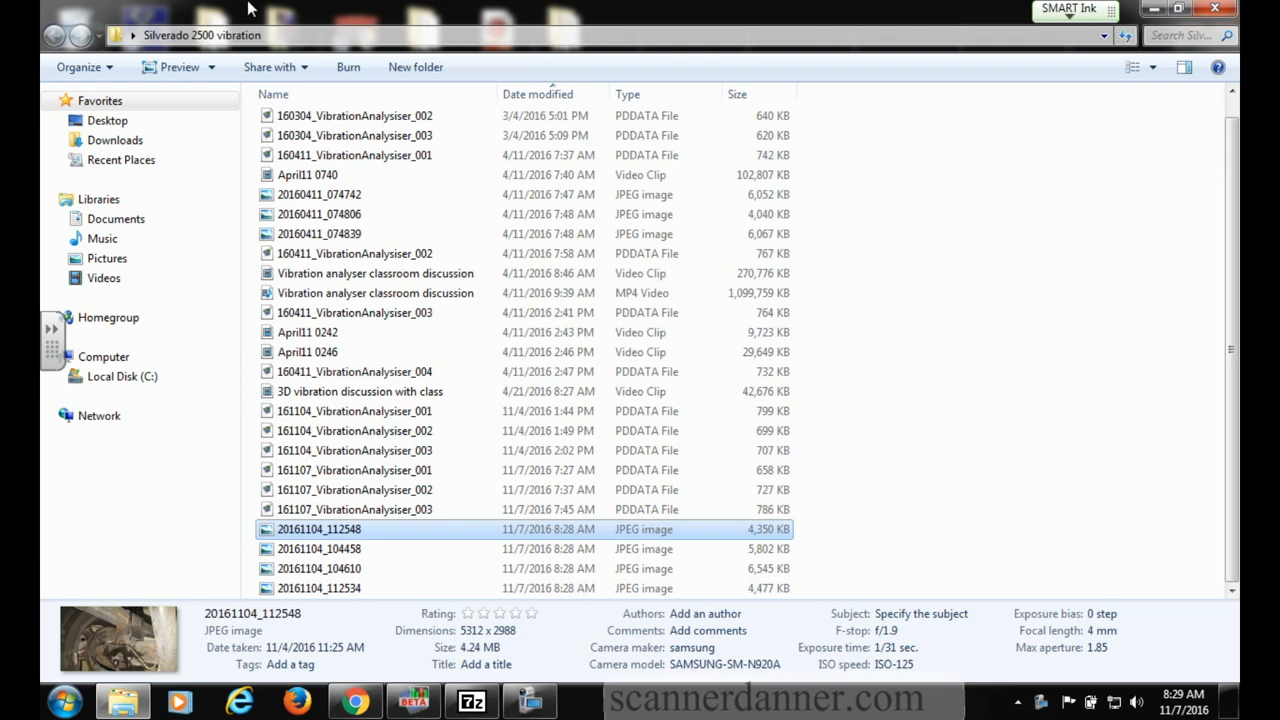 SMART Ink
Silverado 2500 vibration
Search Silv...
Organize Preview Share with Burn New folder
Favorites
Desktop
Downloads
Recent Places
Libraries
Documents
Music
Pictures
Videos
Homegroup
Computer
Local Disk (C:)
Network
Name Date modified Type Size
160304_VibrationAnalysiser_002 3/4/2016 5:01 PM PDDATA File 640 KB
160304_VibrationAnalysiser_003 3/4/2016 5:09 PM PDDATA File 620 KB
160411_VibrationAnalysiser_001 4/11/2016 7:37 AM PDDATA File 742 KB
April11 0740 4/11/2016 7:40 AM Video Clip 102,807 KB
20160411_074742 4/11/2016 7:47 AM JPEG image 6,052 KB
20160411_074806 4/11/2016 7:48 AM JPEG image 4,040 KB
20160411_074839 4/11/2016 7:48 AM JPEG image 6,067 KB
160411_VibrationAnalysiser_002 4/11/2016 7:58 AM PDDATA File 767 KB
Vibration analyser classroom discussion 4/11/2016 8:46 AM Video Clip 270,776 KB
Vibration analyser classroom discussion 4/11/2016 9:39 AM MP4 Video 1,099,759 KB
160411_VibrationAnalysiser_003 4/11/2016 2:41 PM PDDATA File 764 KB
April11 0242 4/11/2016 2:43 PM Video Clip 9,723 KB
April11 0246 4/11/2016 2:46 PM Video Clip 29,649 KB
160411_VibrationAnalysiser_004 4/11/2016 2:47 PM PDDATA File 732 KB
3D vibration discussion with class 4/21/2016 8:27 AM Video Clip 42,676 KB
161104_VibrationAnalysiser_001 11/4/2016 1:44 PM PDDATA File 799 KB
161104_VibrationAnalysiser_002 11/4/2016 1:49 PM PDDATA File 699 KB
161104_VibrationAnalysiser_003 11/4/2016 2:02 PM PDDATA File 707 KB
161107_VibrationAnalysiser_001 11/7/2016 7:27 AM PDDATA File 658 KB
161107_VibrationAnalysiser_002 11/7/2016 7:37 AM PDDATA File 727 KB
161107_VibrationAnalysiser_003 11/7/2016 7:45 AM PDDATA File 786 KB
20161104_112548 11/7/2016 8:28 AM JPEG image 4,350 KB
20161104_104458 11/7/2016 8:28 AM JPEG image 5,802 KB
20161104_104610 11/7/2016 8:28 AM JPEG image 6,545 KB
20161104_112534 11/7/2016 8:28 AM JPEG image 4,477 KB
20161104_112548 Rating: Authors: Add an author Subject: Specify the subject Exposure bias: 0 step
JPEG image Dimensions: 5312 x 2988 Comments: Add comments F-stop: f/1.9 Focal length: 4 mm
Date taken: 11/4/2016 11:25 AM Size: 4.24 MB Camera maker: samsung Exposure time: 1/31 sec. Max aperture: 1.85
Tags: Add a tag Title: Add a title Camera model: SAMSUNG-SM-N920A ISO speed: ISO-125
BETA
7z
scannerdanner.com
8:29 AM
11/7/2016